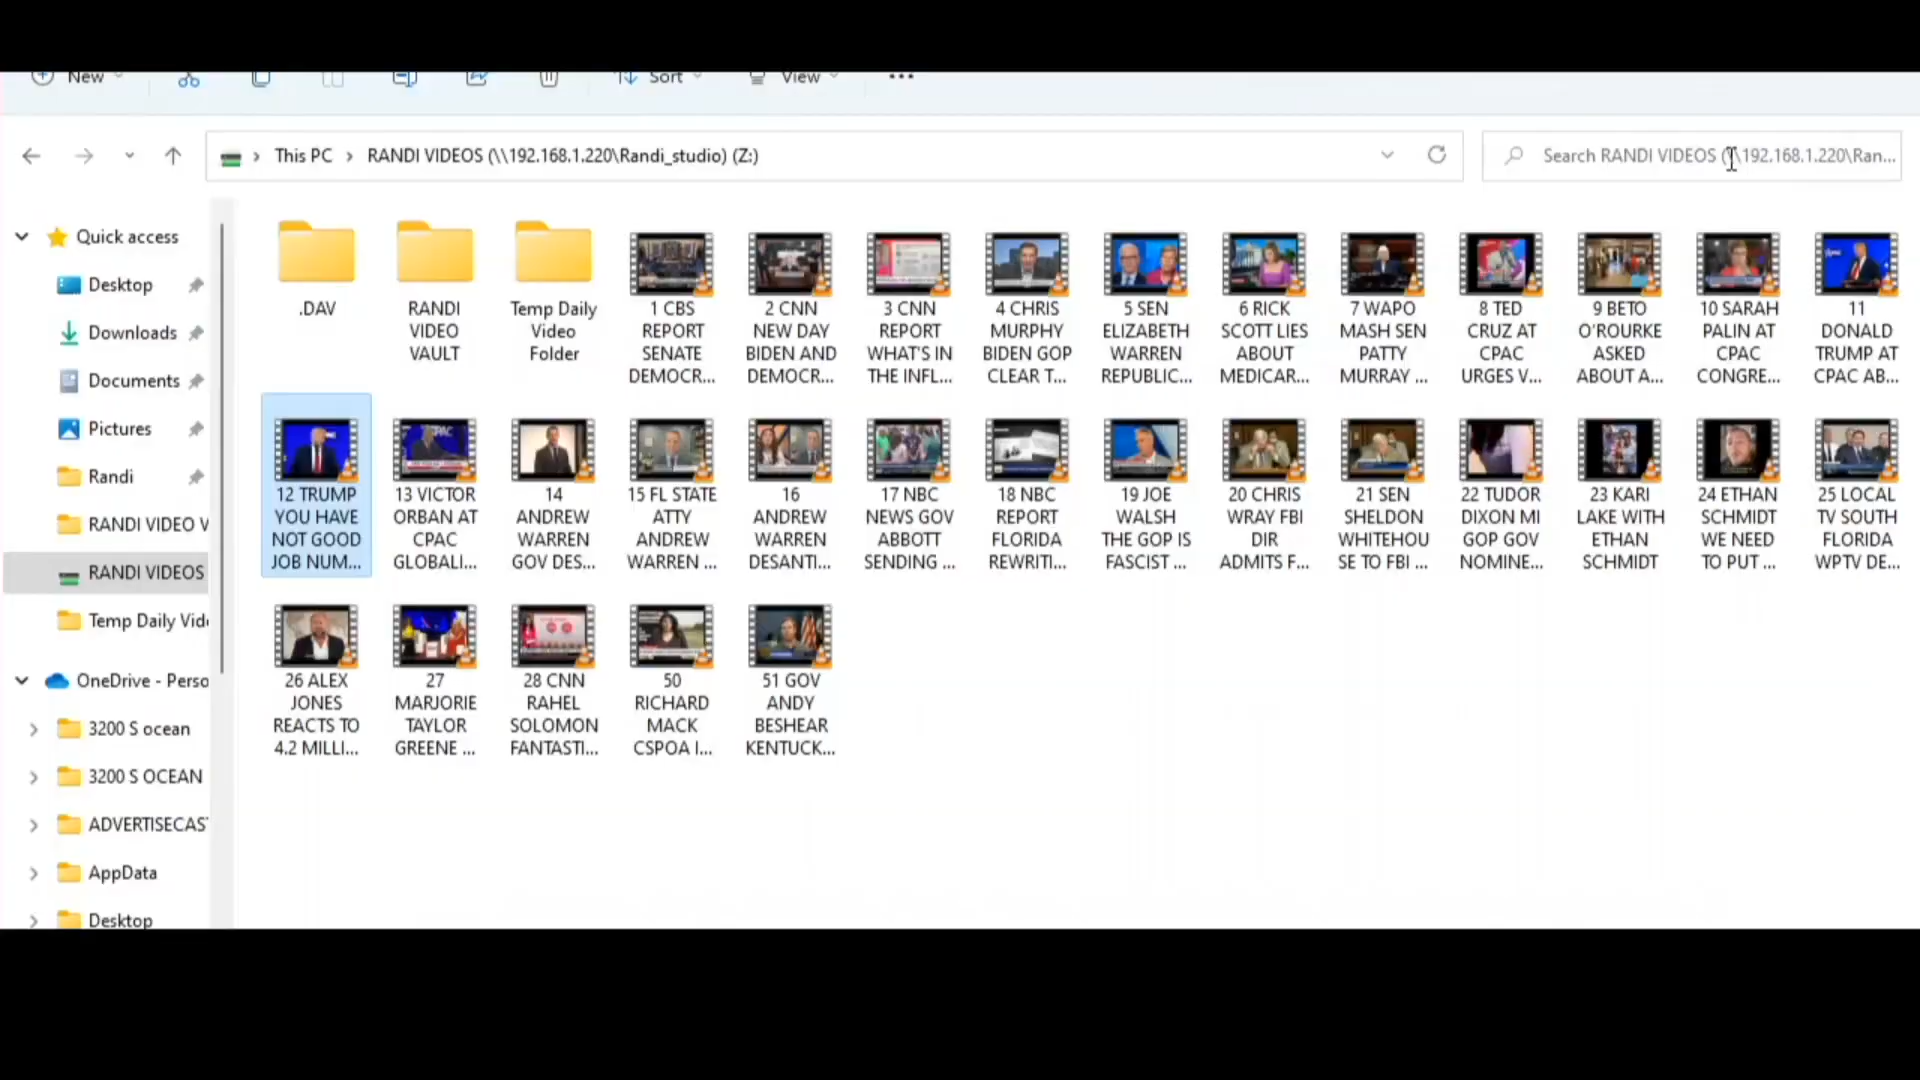 New
Sort
View
This PC > RANDI VIDEOS (\\192.168.1.220\Randi_studio) (Z:)
Search RANDI VIDEOS (\\192.168.1.220\Ran...
Quick access
Desktop
Downloads
Documents
Pictures
Randi
RANDI VIDEO V
RANDI VIDEOS
Temp Daily Vide
OneDrive - Perso
3200 S ocean
3200 S OCEAN
ADVERTISECAST
AppData
Desktop
.DAV
RANDI
VIDEO
VAULT
Temp Daily
Video
Folder
1 CBS
REPORT
SENATE
DEMOCR...
2 CNN
NEW DAY
BIDEN AND
DEMOCR...
3 CNN
REPORT
WHAT'S IN
THE INFL...
4 CHRIS
MURPHY
BIDEN GOP
CLEAR T...
5 SEN
ELIZABETH
WARREN
REPUBLIC...
6 RICK
SCOTT LIES
ABOUT
MEDICAR...
7 WAPO
MASH SEN
PATTY
MURRAY ...
8 TED
CRUZ AT
CPAC
URGES V...
9 BETO
O'ROURKE
ASKED
ABOUT A...
10 SARAH
PALIN AT
CPAC
CONGRE...
11
DONALD
TRUMP AT
CPAC AB...
12 TRUMP
YOU HAVE
NOT GOOD
JOB NUM...
13 VICTOR
ORBAN AT
CPAC
GLOBALI...
14
ANDREW
WARREN
GOV DES...
15 FL STATE
ATTY
ANDREW
WARREN ...
16
ANDREW
WARREN
DESANTI...
17 NBC
NEWS GOV
ABBOTT
SENDING ...
18 NBC
REPORT
FLORIDA
REWRITI...
19 JOE
WALSH
THE GOP IS
FASCIST ...
20 CHRIS
WRAY FBI
DIR
ADMITS F...
21 SEN
SHELDON
WHITEHOU
SE TO FBI ...
22 TUDOR
DIXON MI
GOP GOV
NOMINE...
23 KARI
LAKE WITH
ETHAN
SCHMIDT
24 ETHAN
SCHMIDT
WE NEED
TO PUT ...
25 LOCAL
TV SOUTH
FLORIDA
WPTV DE...
26 ALEX
JONES
REACTS TO
4.2 MILLI...
27
MARJORIE
TAYLOR
GREENE ...
28 CNN
RAHEL
SOLOMON
FANTASTI...
50
RICHARD
MACK
CSPOA I...
51 GOV
ANDY
BESHEAR
KENTUCK...